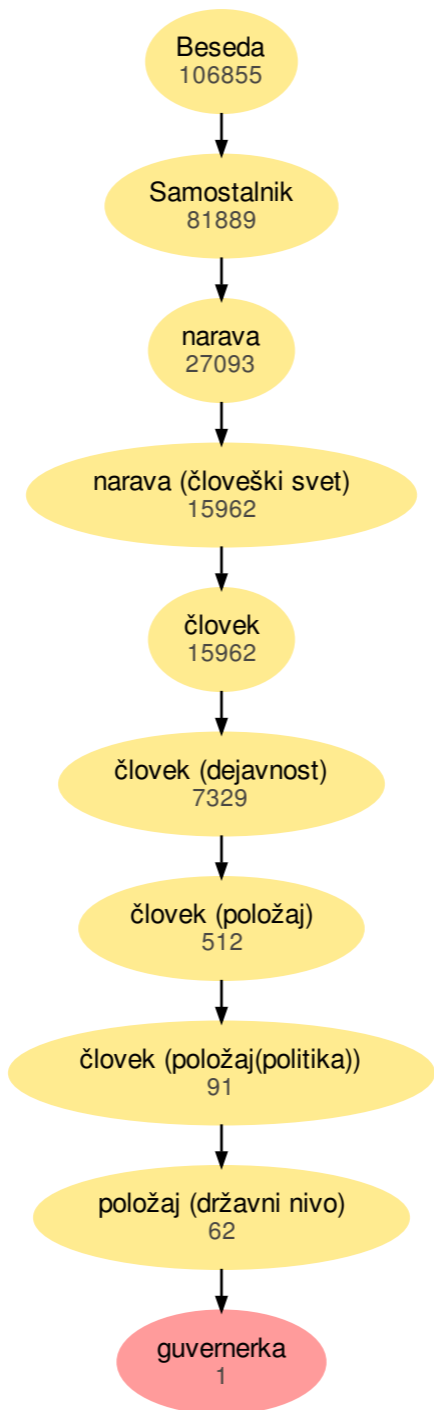 Beseda
106855
Samostalnik
81889
narava
27093
narava (človeški svet)
15962
človek
15962
človek (dejavnost)
7329
človek (položaj)
512
človek (položaj(politika))
91
položaj (državni nivo)
62
guvernerka
1